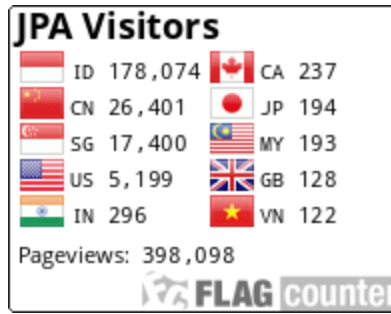 JPA Visitors
ID 178,074 CA 237
CN 26,401 JP 194
SG 17,400 MY 193
US 5,199 GB 128
IN 296 VN 122
Pageviews: 398,098
FLAG counter